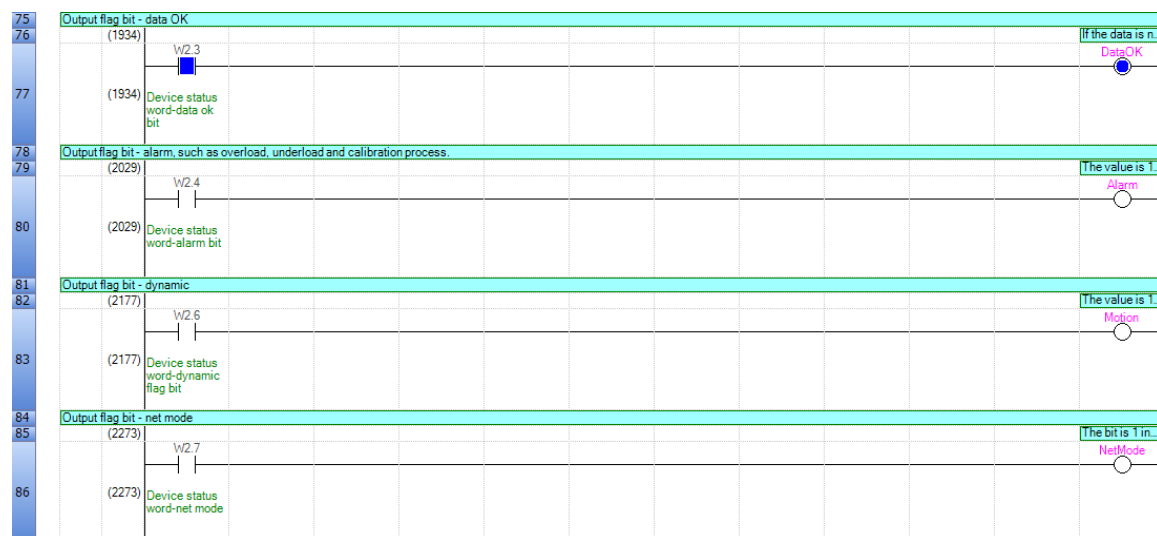 75 Output flag bit - data OK
76 (1934) If the data is n...
W2.3 DataOK
77 (1934) Device status
word-data ok
bit
78 Output flag bit - alarm, such as overload, underload and calibration process.
79 (2029) The value is 1...
W2.4 Alarm
80 (2029) Device status
word-alarm bit
81 Output flag bit - dynamic
82 (2177) The value is 1...
W2.6 Motion
83 (2177) Device status
word-dynamic
flag bit
84 Output flag bit - net mode
85 (2273) The bit is 1 in...
W2.7 NetMode
86 (2273) Device status
word-net mode